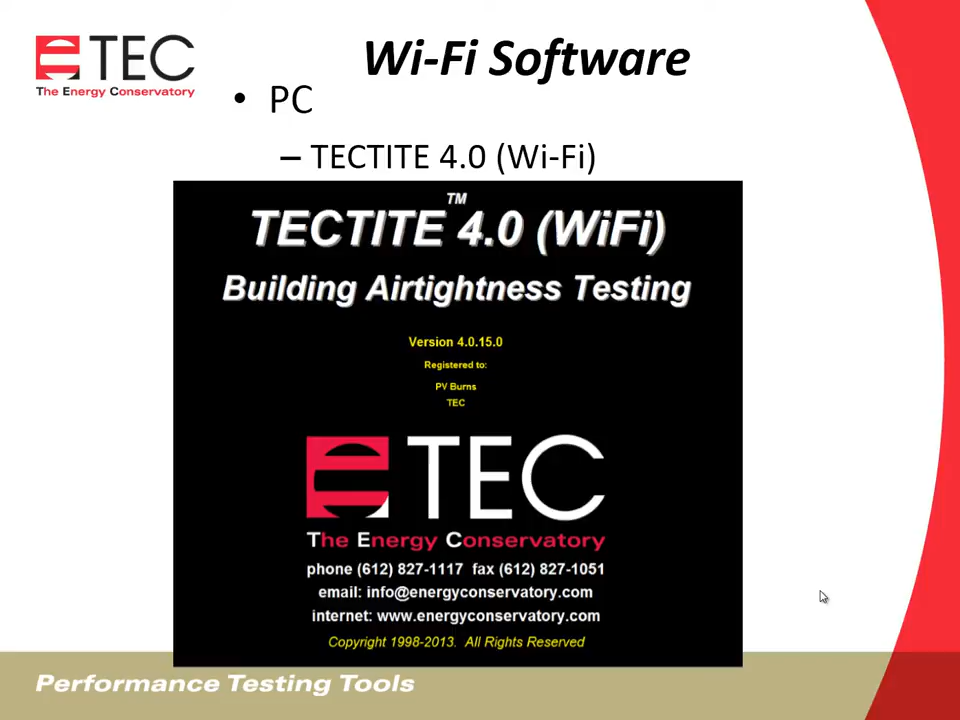 TEC
The Energy Conservatory
Wi-Fi Software
• PC
– TECTITE 4.0 (Wi-Fi)
TECTITE™ 4.0 (WiFi)
Building Airtightness Testing
Version 4.0.15.0
Registered to:
PV Burns
TEC
TEC
The Energy Conservatory
phone (612) 827-1117 fax (612) 827-1051
email: info@energyconservatory.com
internet: www.energyconservatory.com
Copyright 1998-2013. All Rights Reserved
Performance Testing Tools